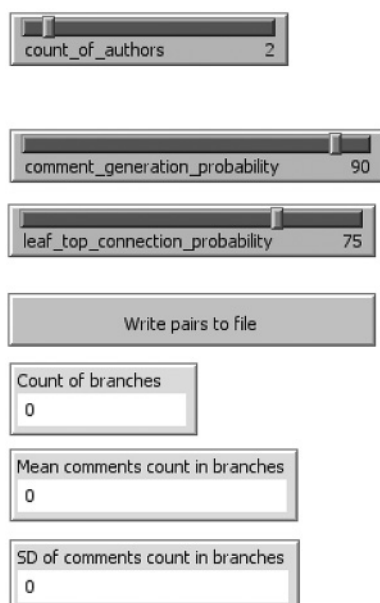 count_of_authors 2
comment_generation_probability 90
leaf_top_connection_probability 75
Write pairs to file
Count of branches
0
Mean comments count in branches
0
SD of comments count in branches
0